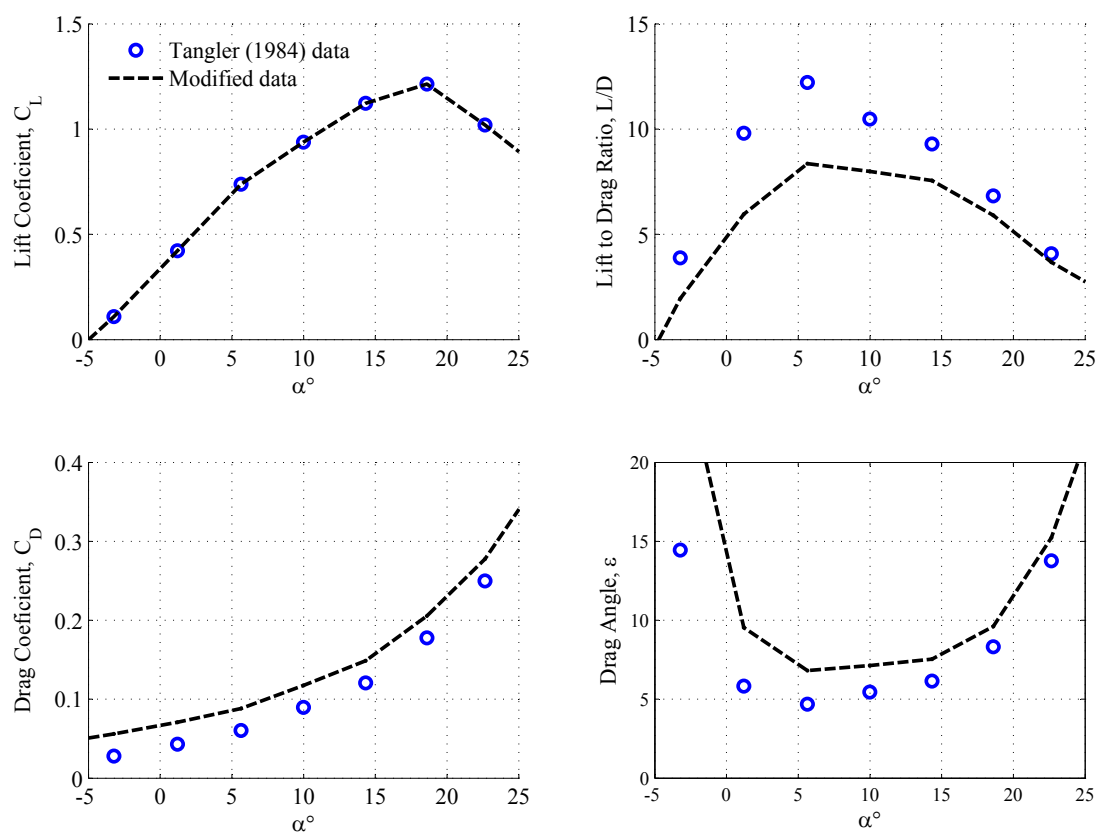 1.5
1
0.5
0
Lift Coeficient, C_L
Tangler (1984) data
Modified data
-5 0 5 10 15 20 25
α°
15
10
5
0
Lift to Drag Ratio, L/D
-5 0 5 10 15 20 25
α°
0.4
0.3
0.2
0.1
0
Drag Coeficient, C_D
-5 0 5 10 15 20 25
α°
20
15
10
5
0
Drag Angle, ε
-5 0 5 10 15 20 25
α°